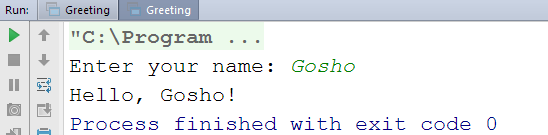 Run: Greeting Greeting
"C:\Program ...
Enter your name: Gosho
Hello, Gosho!
Process finished with exit code 0